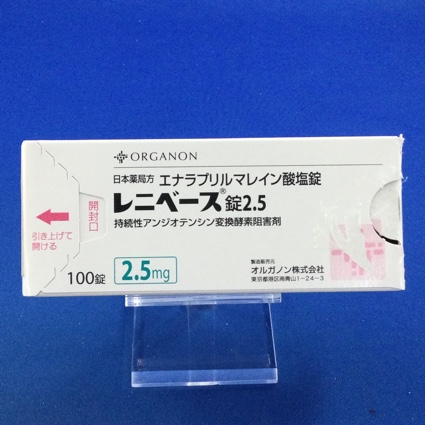 ORGANON
日本薬局方 エナラプリルマレイン酸塩錠
レニベース®錠2.5
持続性アンジオテンシン変換酵素阻害剤
開封口
引き上げて
開ける
100錠 2.5mg
製造販売元
オルガノン株式会社
東京都港区南青山1-24-3